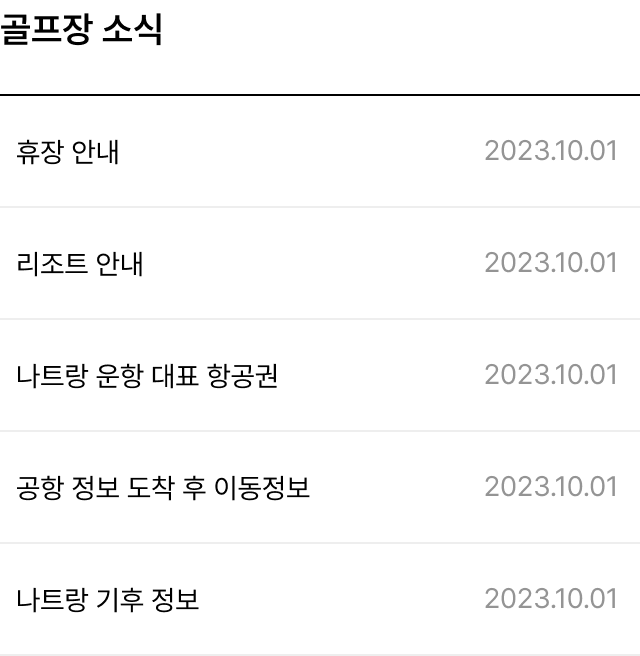 골프장 소식
휴장 안내 2023.10.01
리조트 안내 2023.10.01
나트랑 운항 대표 항공권 2023.10.01
공항 정보 도착 후 이동정보 2023.10.01
나트랑 기후 정보 2023.10.01